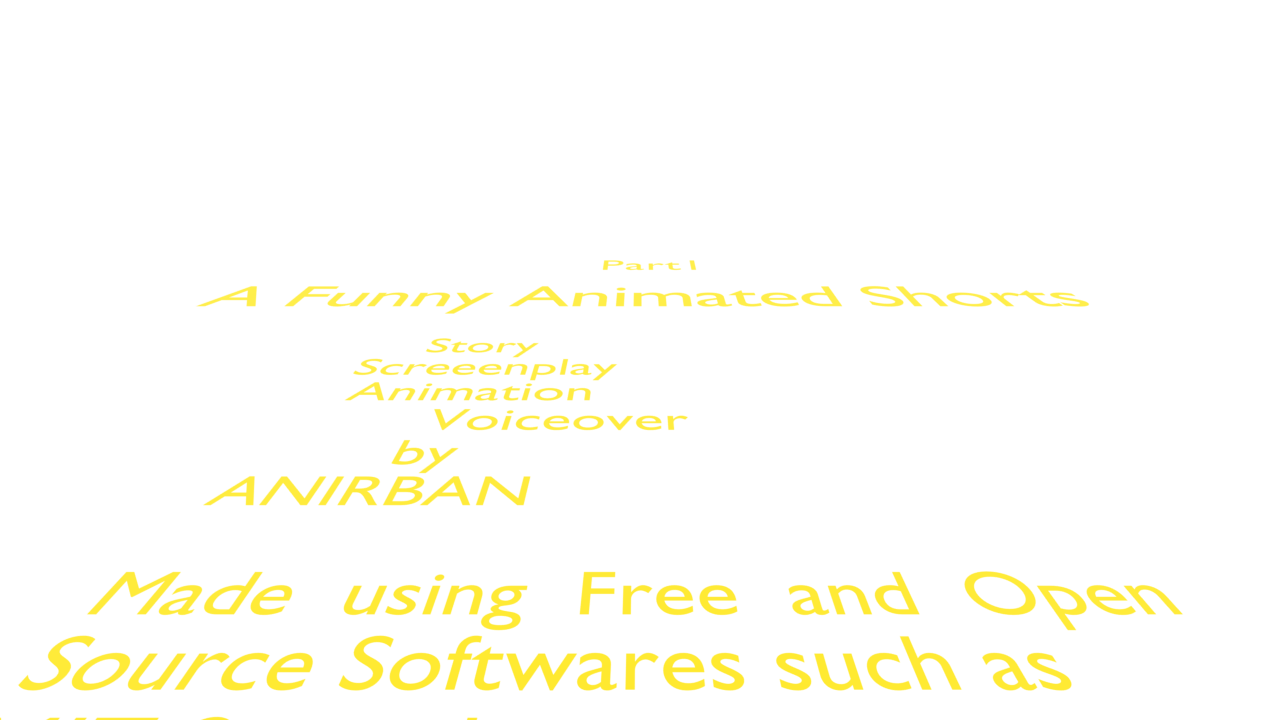 Part I
A Funny Animated Shorts
Story
Screeenplay
Animation
Voiceover
by
ANIRBAN
Made using Free and Open
Source Softwares such as